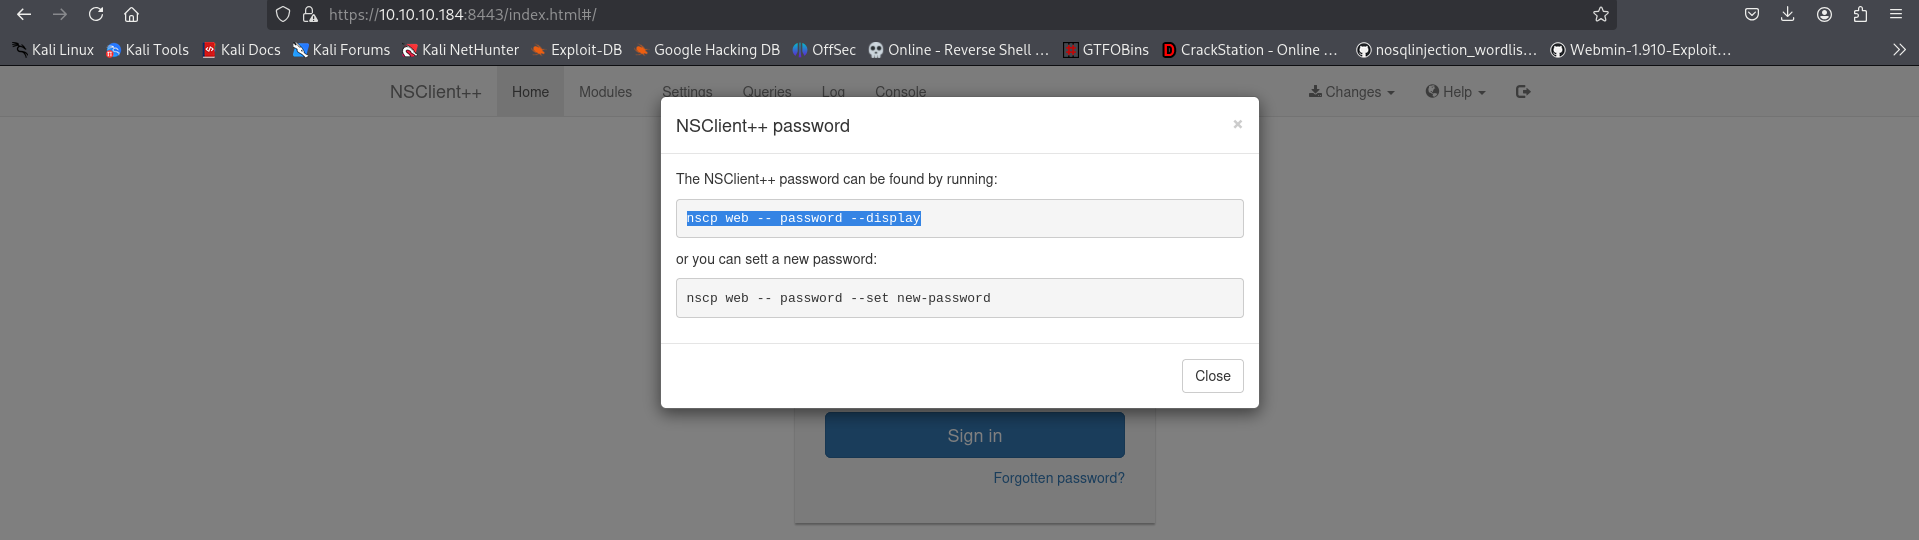 https://10.10.10.184:8443/index.html#/
Kali Linux Kali Tools Kali Docs Kali Forums Kali NetHunter Exploit-DB Google Hacking DB OffSec Online - Reverse Shell … GTFOBins CrackStation - Online … nosqlinjection_wordlis… Webmin-1.910-Exploit…
NSClient++ Home Modules Settings Queries Log Console Changes Help
NSClient++ password ×
The NSClient++ password can be found by running:
nscp web -- password --display
or you can sett a new password:
nscp web -- password --set new-password
Close
Sign in
Forgotten password?